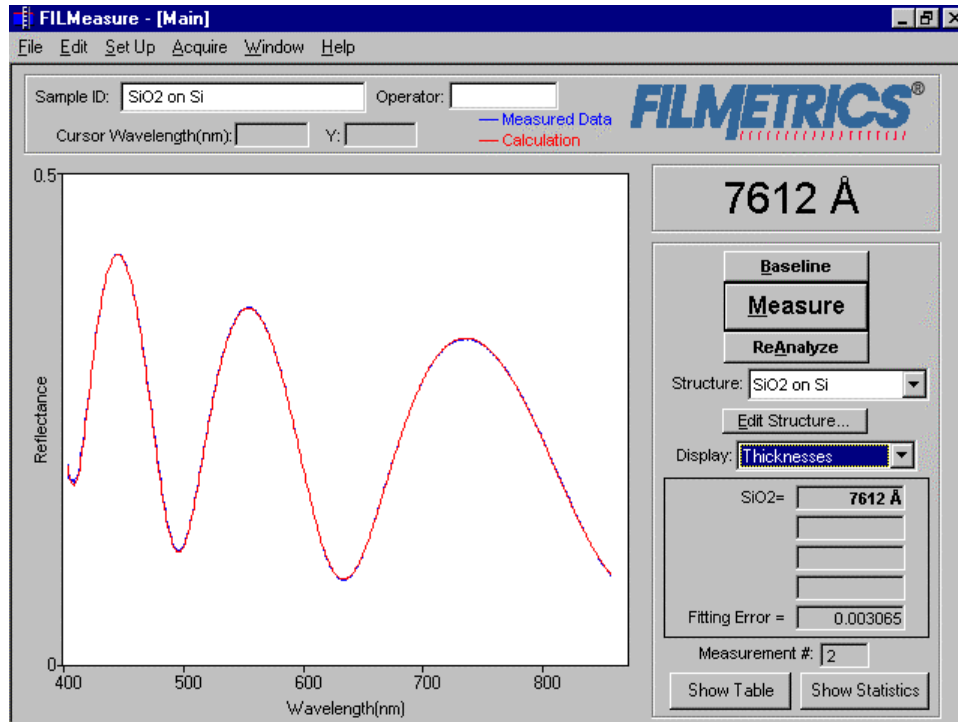 FILMeasure - [Main]
File Edit Set Up Acquire Window Help
Sample ID: SiO2 on Si Operator:
Cursor Wavelength(nm): Y:
Measured Data
Calculation
FILMETRICS®
7612 Å
Baseline
Measure
ReAnalyze
Structure: SiO2 on Si
Edit Structure...
Display: Thicknesses
SiO2= 7612 Å
Fitting Error = 0.003065
Measurement #: 2
Show Table Show Statistics
0.5
Reflectance
0
400 500 600 700 800
Wavelength(nm)